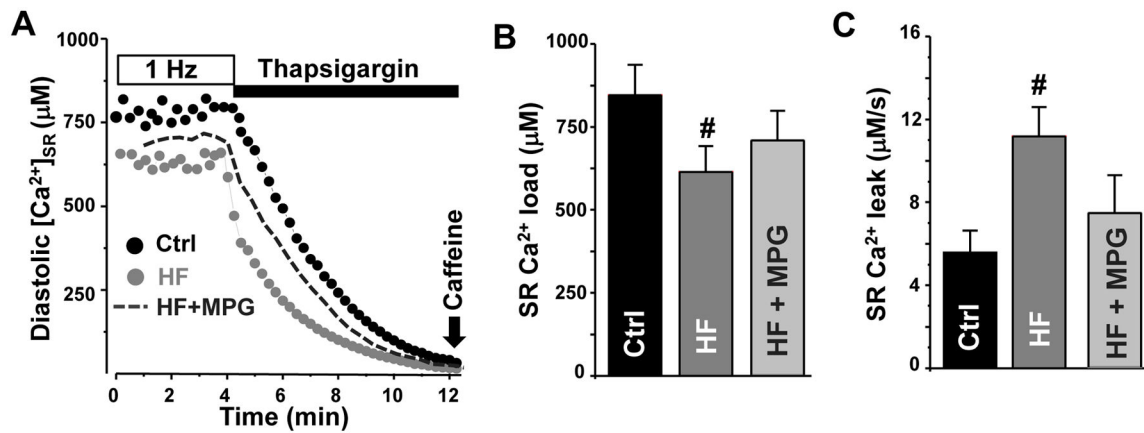 A
Diastolic [Ca²⁺]SR (μM)
1000
750
500
250
1 Hz
Thapsigargin
Ctrl
HF
HF+MPG
Caffeine
0
2
4
6
8
10
12
Time (min)
B
SR Ca²⁺ load (μM)
1000
750
500
250
0
#
Ctrl
HF
HF + MPG
C
SR Ca²⁺ leak (μM/s)
16
12
8
4
0
#
Ctrl
HF
HF + MPG